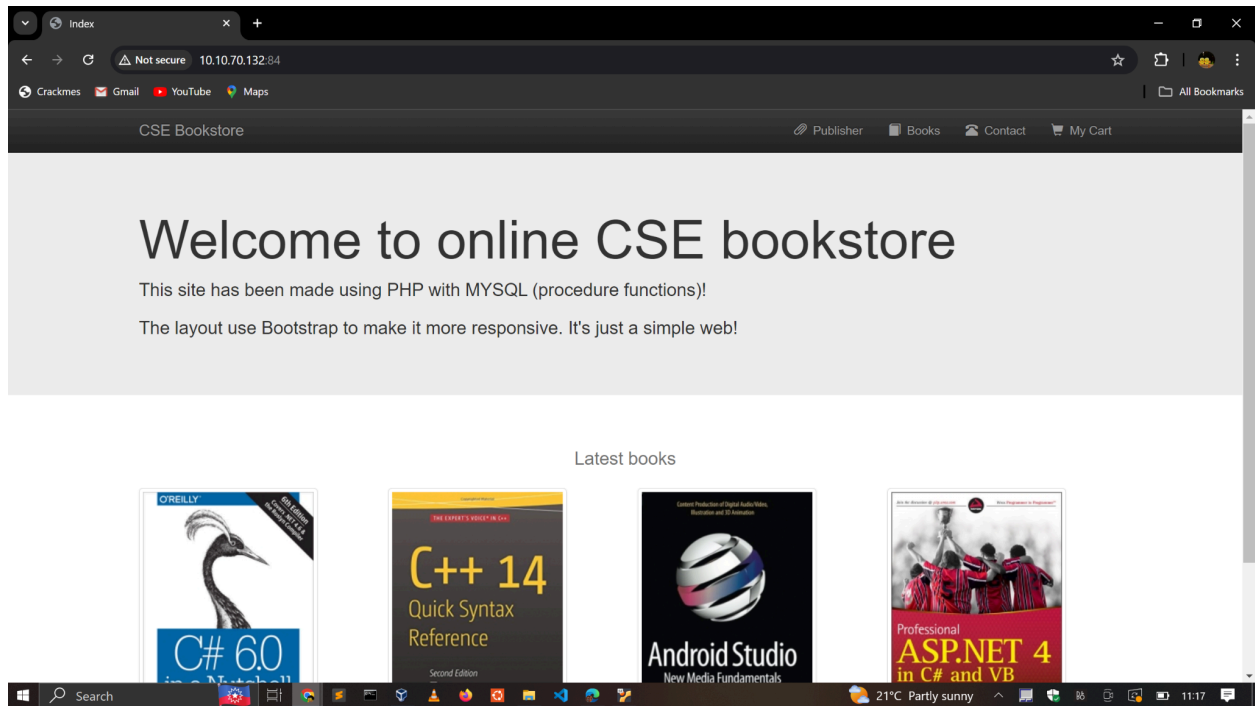 Index
Not secure 10.10.70.132:84
Crackmes Gmail YouTube Maps All Bookmarks
CSE Bookstore Publisher Books Contact My Cart
Welcome to online CSE bookstore
This site has been made using PHP with MYSQL (procedure functions)!
The layout use Bootstrap to make it more responsive. It's just a simple web!
Latest books
O'REILLY
6th Edition
THE EXPERT'S VOICE® IN C++
C++ 14
Quick Syntax
Reference
Second Edition
Content Production of Digital Audio/Video,
Illustration and 3D Animation
Android Studio
New Media Fundamentals
Professional
ASP.NET 4
in C# and VB
C# 6.0
in a Nutshell
Search 21°C Partly sunny 11:17